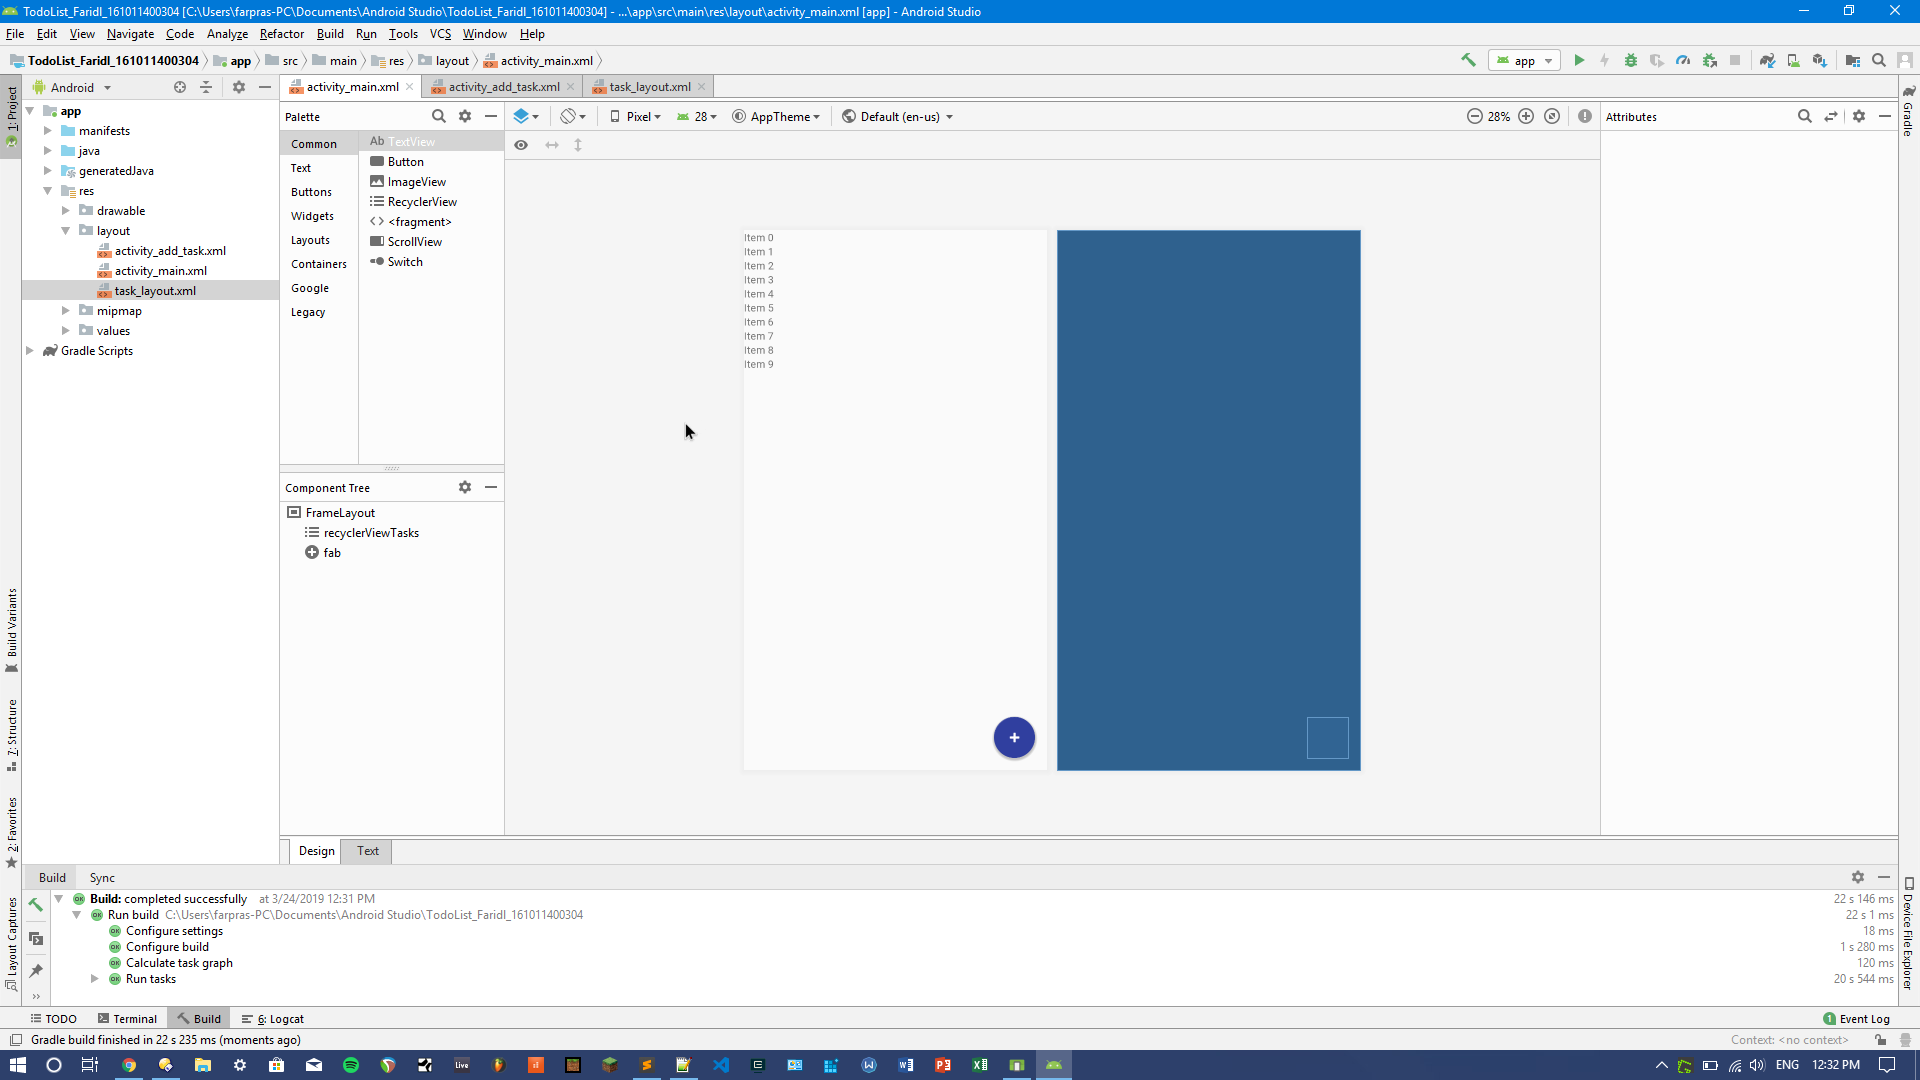 TodoList_Faridl_161011400304 [C:\Users\farpras-PC\Documents\Android Studio\TodoList_Faridl_161011400304] - ...\app\src\main\res\layout\activity_main.xml [app] - Android Studio
File Edit View Navigate Code Analyze Refactor Build Run Tools VCS Window Help
TodoList_Faridl_161011400304 app src main res layout activity_main.xml app
1: Project
Android
activity_main.xml activity_add_task.xml task_layout.xml
Gradle
app
manifests
java
generatedJava
res
drawable
layout
activity_add_task.xml
activity_main.xml
task_layout.xml
mipmap
values
Gradle Scripts
Palette
Common
Text
Buttons
Widgets
Layouts
Containers
Google
Legacy
Ab TextView
Button
ImageView
RecyclerView
<fragment>
ScrollView
Switch
Pixel 28 AppTheme Default (en-us) 28%
Attributes
Item 0
Item 1
Item 2
Item 3
Item 4
Item 5
Item 6
Item 7
Item 8
Item 9
Component Tree
FrameLayout
recyclerViewTasks
fab
Build Variants
7: Structure
2: Favorites
Layout Captures
Device File Explorer
Design Text
Build Sync
Build: completed successfully at 3/24/2019 12:31 PM 22 s 146 ms
Run build C:\Users\farpras-PC\Documents\Android Studio\TodoList_Faridl_161011400304 22 s 1 ms
Configure settings 18 ms
Configure build 1 s 280 ms
Calculate task graph 120 ms
Run tasks 20 s 544 ms
TODO Terminal Build 6: Logcat 1 Event Log
Gradle build finished in 22 s 235 ms (moments ago) Context: <no context>
Live ENG 12:32 PM